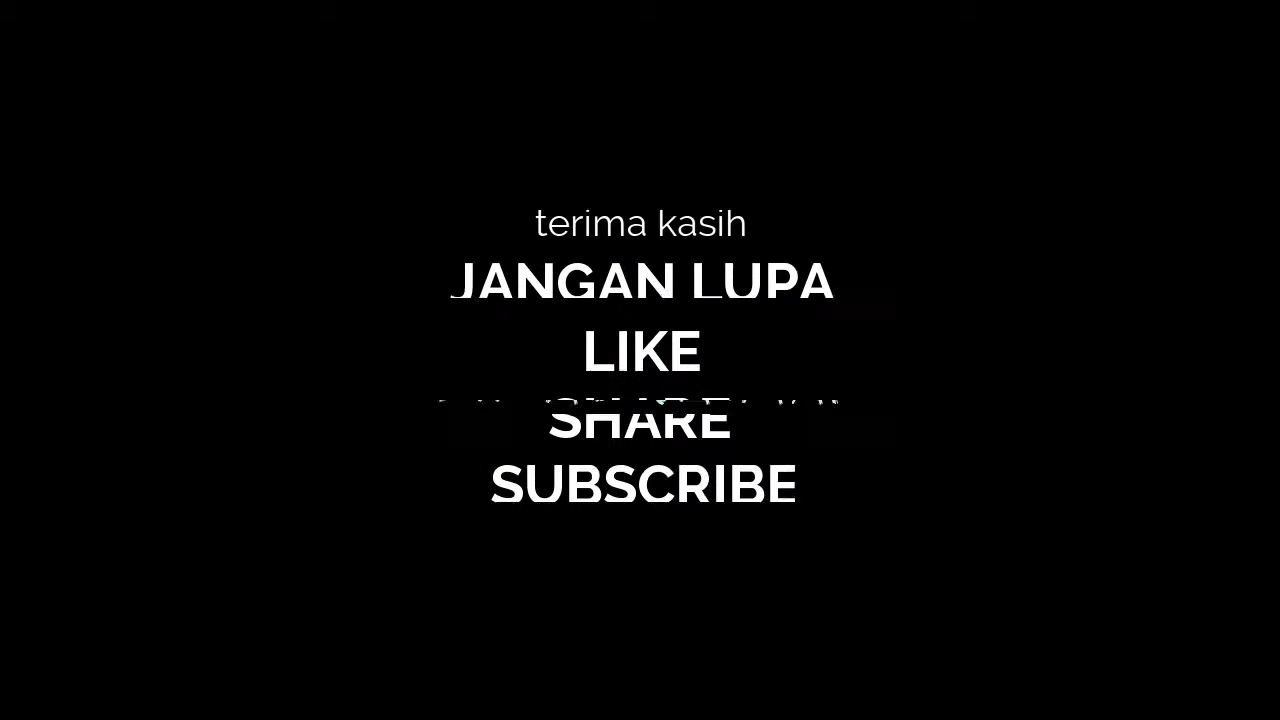 terima kasih
JANGAN LUPA
LIKE
SHARE
SUBSCRIBE